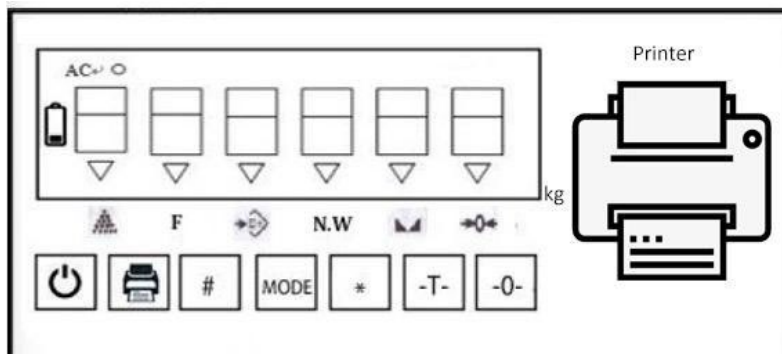 Printer
AC↵
kg
F N.W
# MODE * -T- -0-